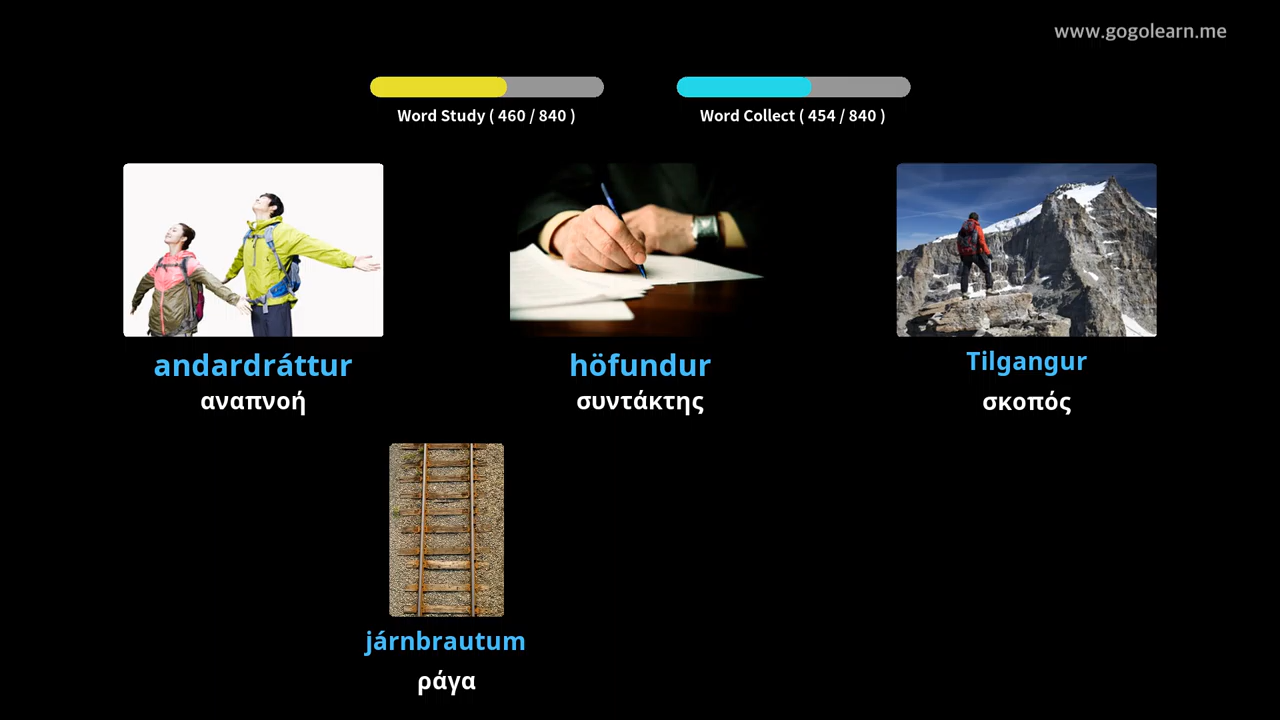 www.gogolearn.me
Word Study ( 460 / 840 )
Word Collect ( 454 / 840 )
andardráttur
αναπνοή
höfundur
συντάκτης
Tilgangur
σκοπός
járnbrautum
ράγα